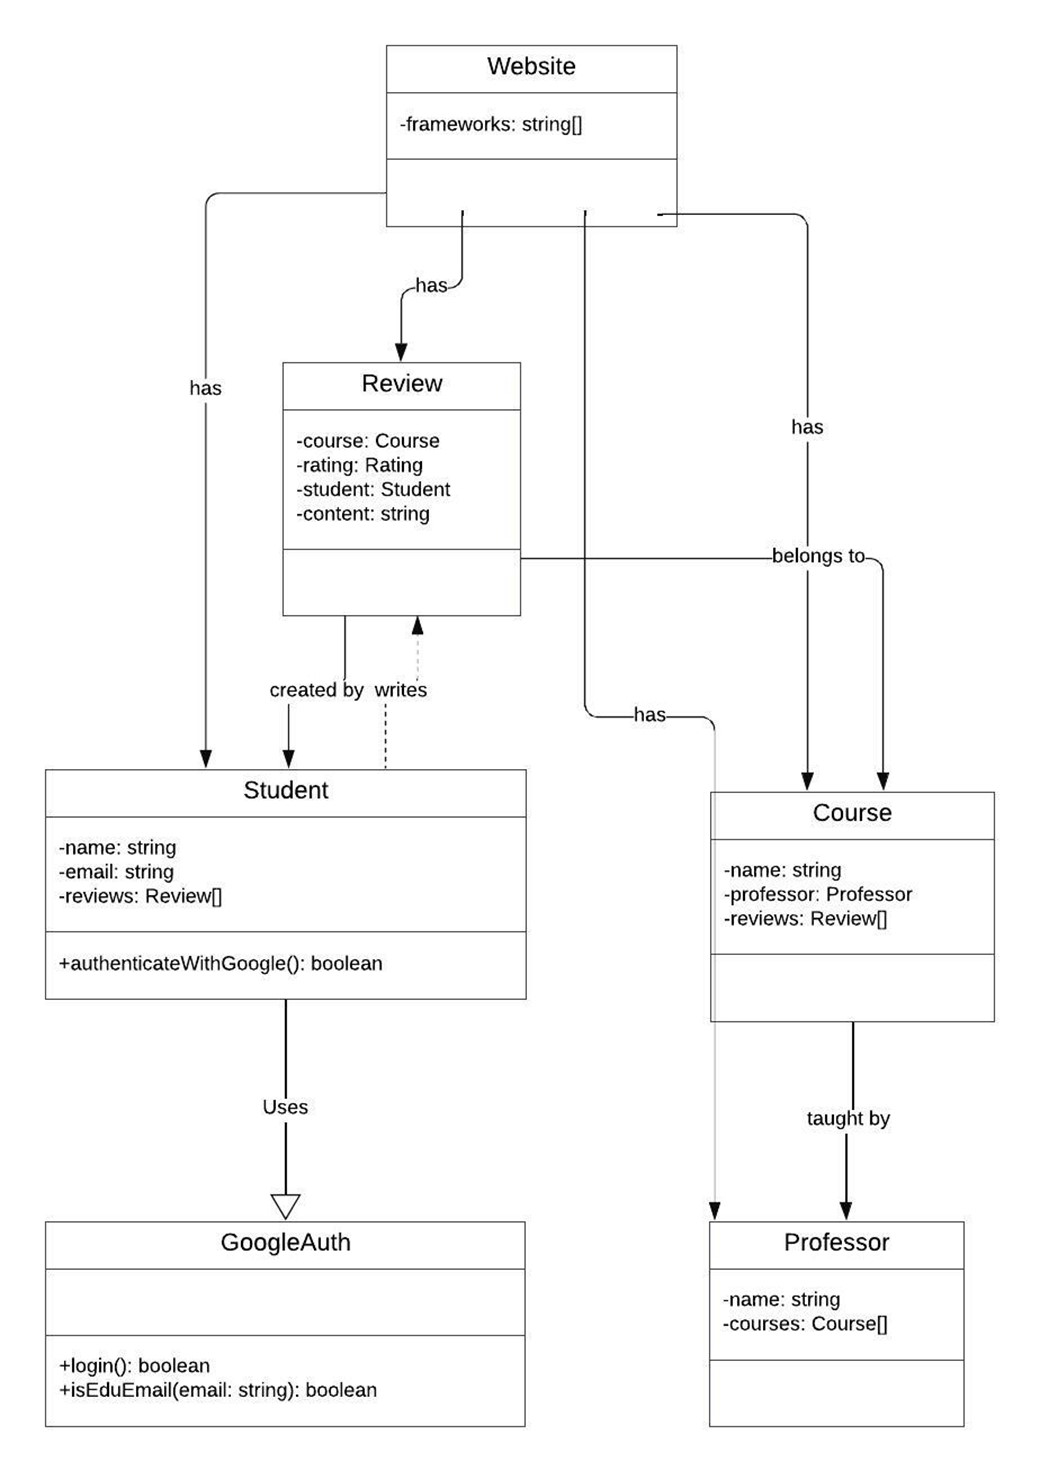 Website
-frameworks: string[]
has
Review
has
-course: Course
-rating: Rating
-student: Student
-content: string
has
belongs to
created by
writes
has
Student
-name: string
-email: string
-reviews: Review[]
+authenticateWithGoogle(): boolean
Course
-name: string
-professor: Professor
-reviews: Review[]
Uses
taught by
GoogleAuth
+login(): boolean
+isEduEmail(email: string): boolean
Professor
-name: string
-courses: Course[]